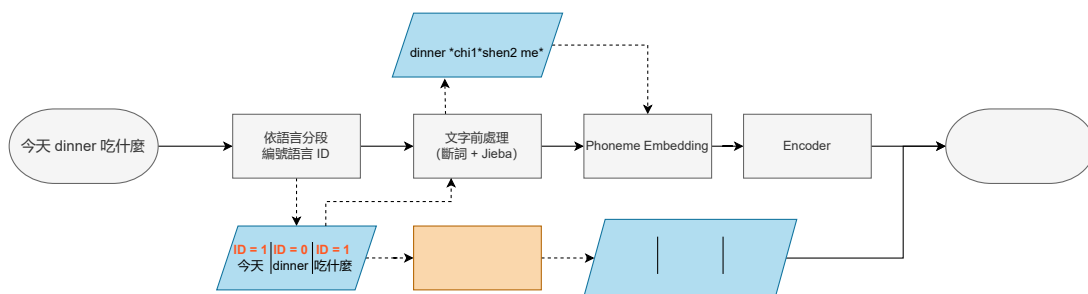 dinner *chi1*shen2 me*
今天 dinner 吃什麼
依語言分段
編號語言 ID
文字前處理
(斷詞 + Jieba)
Phoneme Embedding
Encoder
ID = 1 ID = 0 ID = 1
今天 dinner 吃什麼